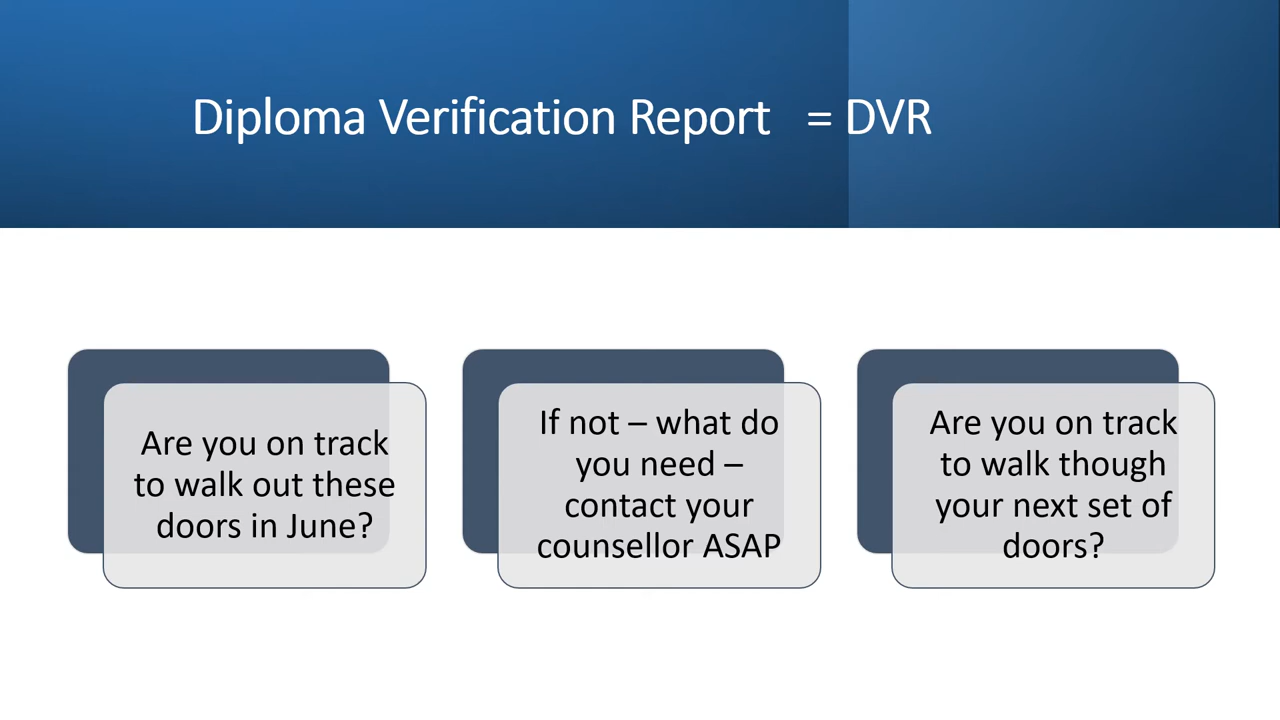 Diploma Verification Report = DVR
Are you on track
to walk out these
doors in June?
If not – what do
you need –
contact your
counsellor ASAP
Are you on track
to walk though
your next set of
doors?